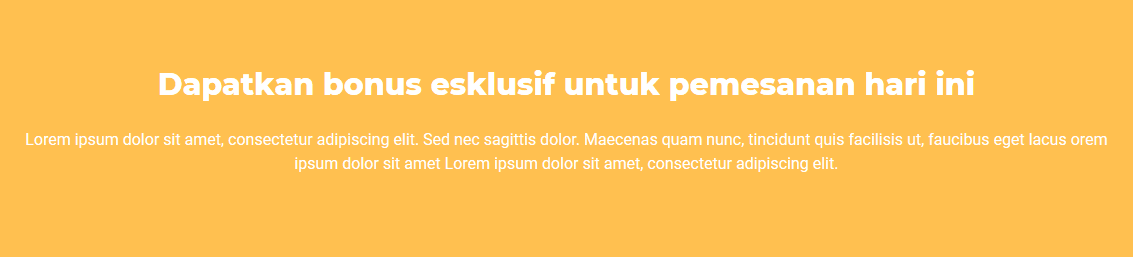 Dapatkan bonus esklusif untuk pemesanan hari ini
Lorem ipsum dolor sit amet, consectetur adipiscing elit. Sed nec sagittis dolor. Maecenas quam nunc, tincidunt quis facilisis ut, faucibus eget lacus orem
ipsum dolor sit amet Lorem ipsum dolor sit amet, consectetur adipiscing elit.